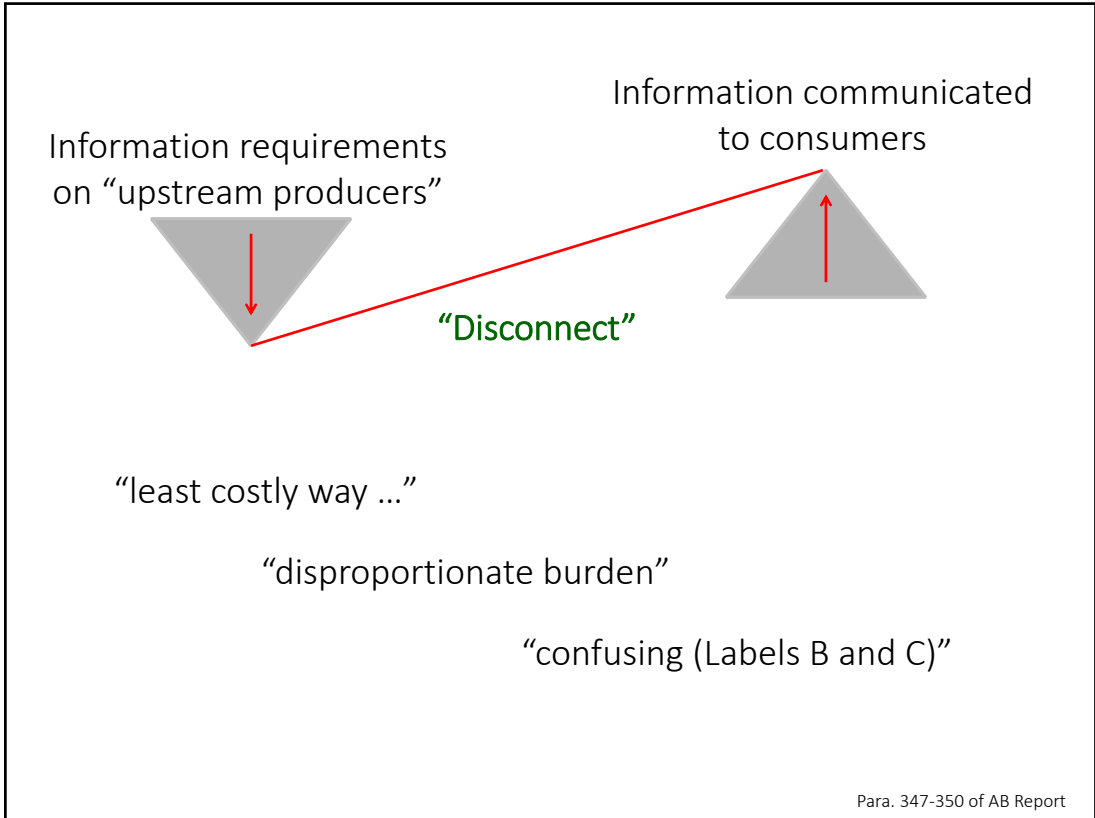 Information requirements
on “upstream producers”
Information communicated
to consumers
“Disconnect”
“least costly way …”
“disproportionate burden”
“confusing (Labels B and C)”
Para. 347-350 of AB Report